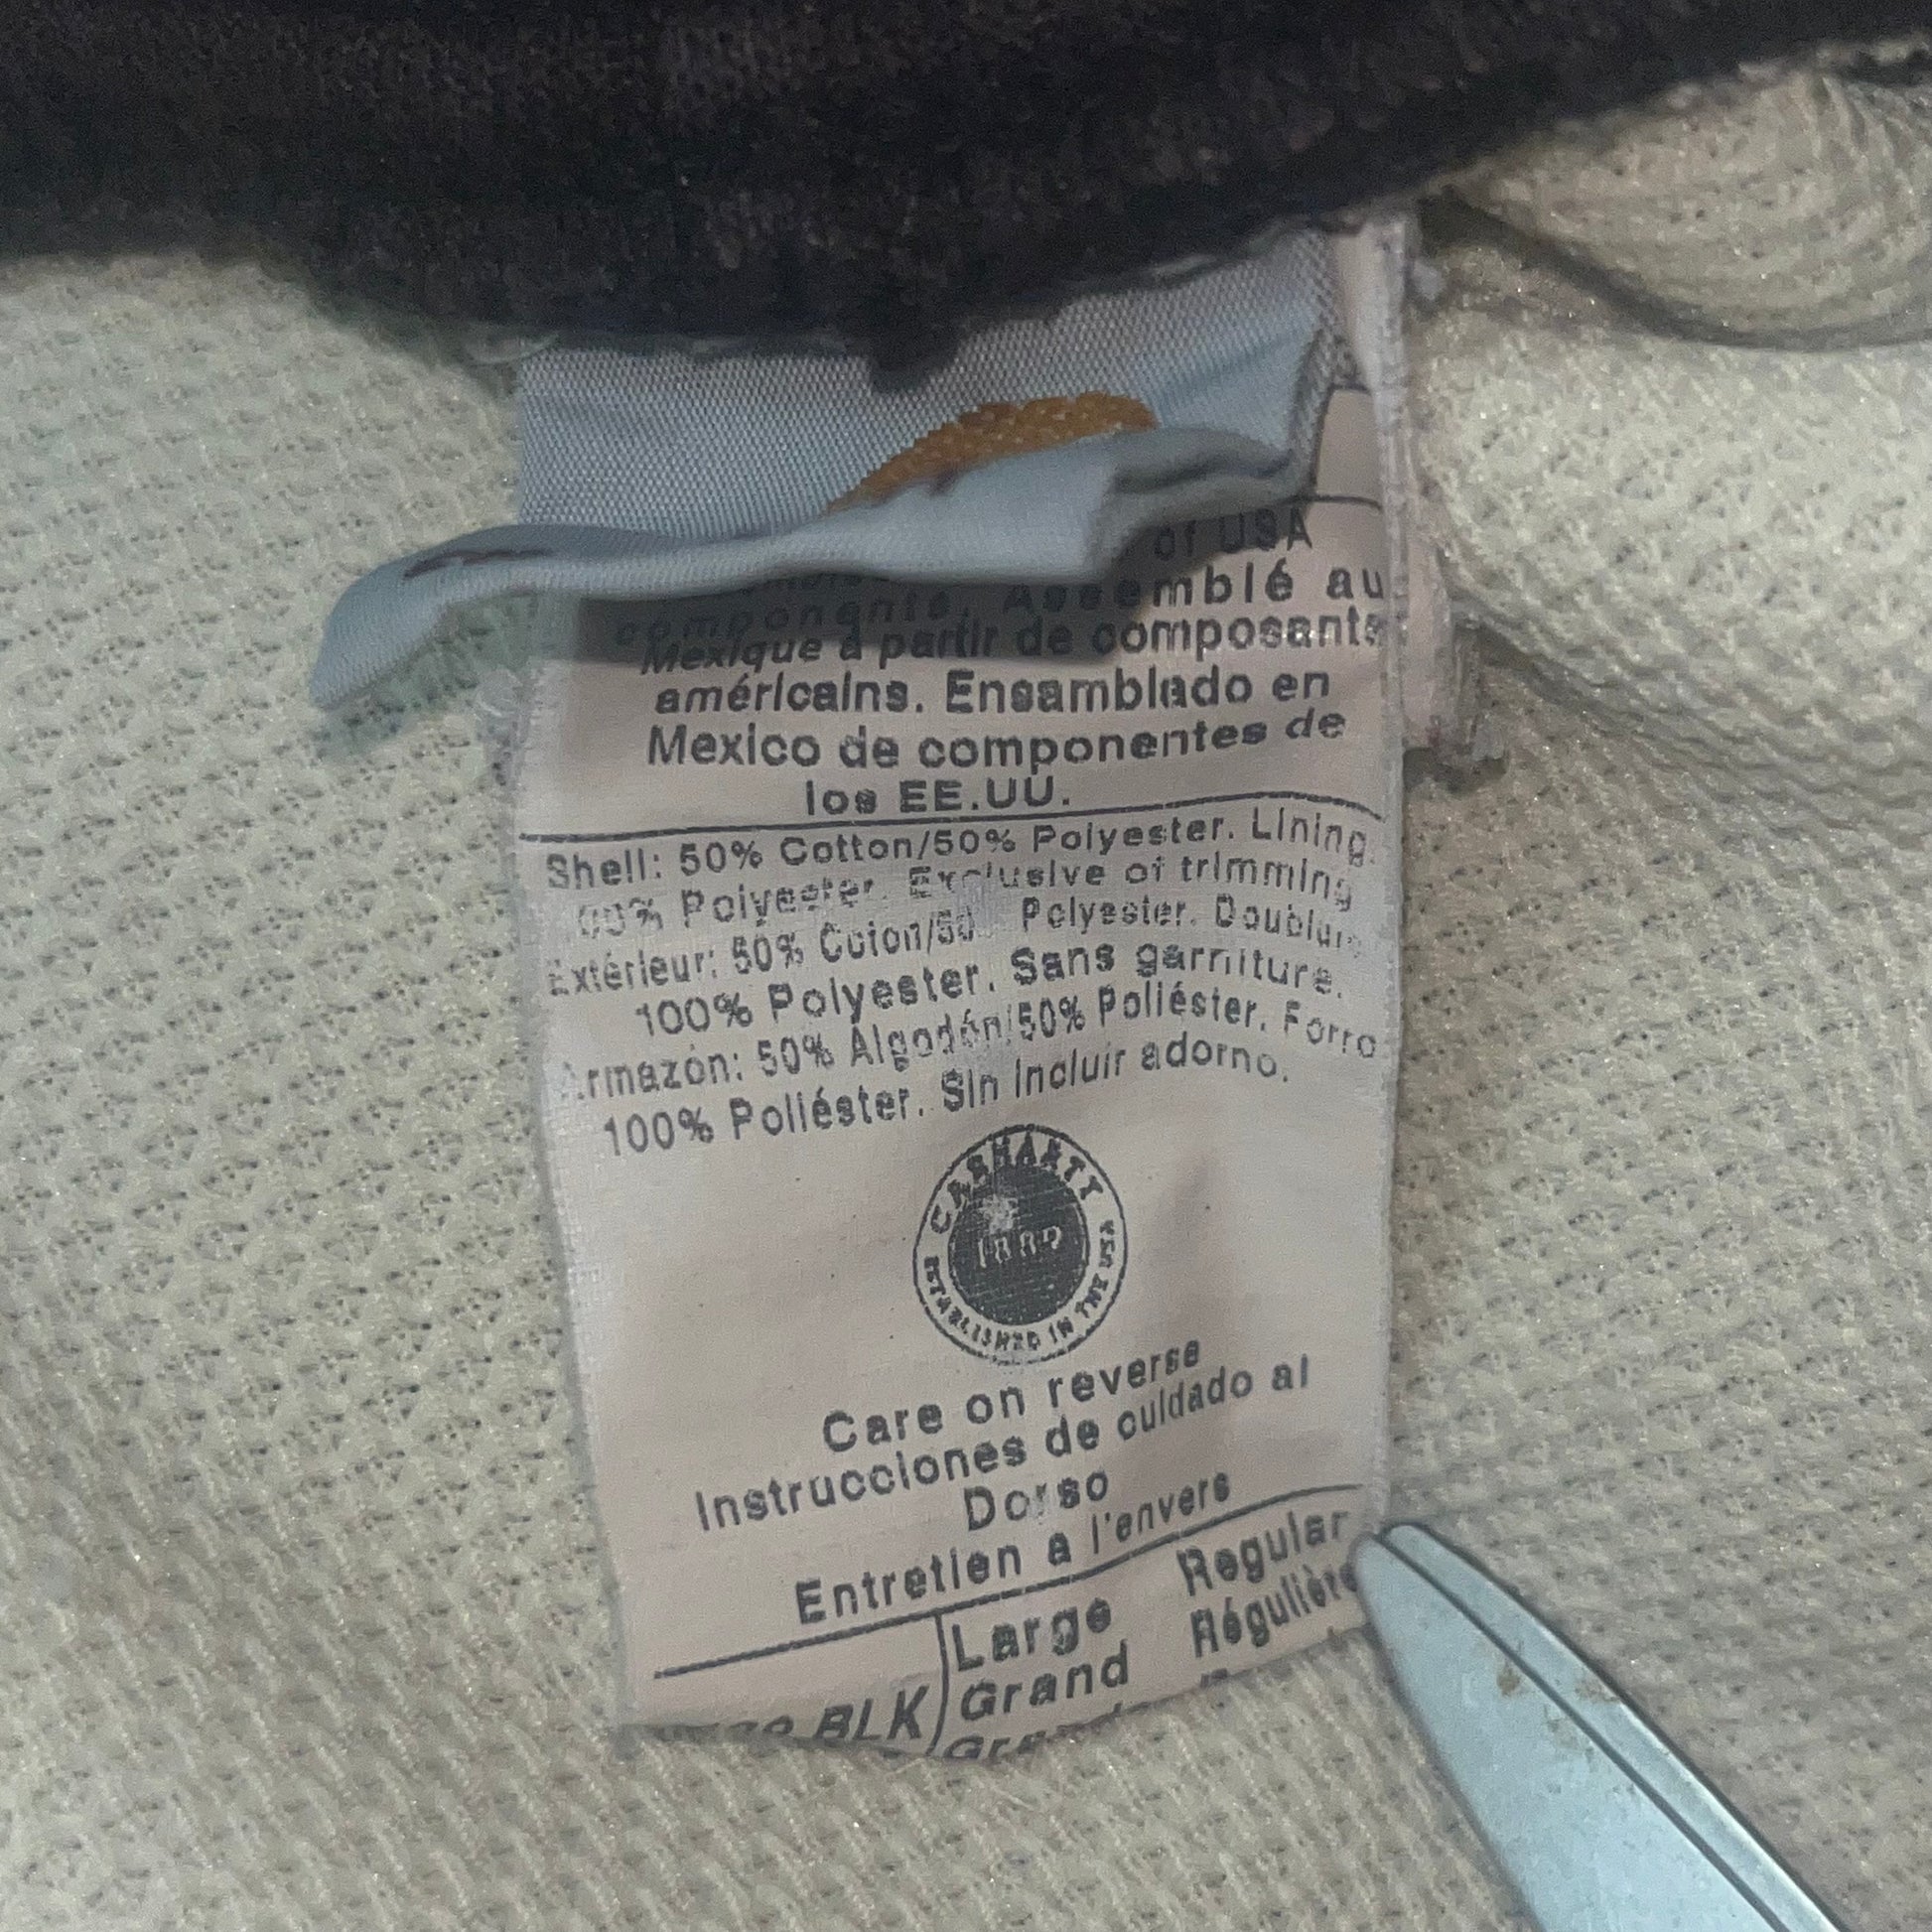 of USA
componente. Assemblé au
Mexique à partir de composants
américains. Ensamblado en
Mexico de componentes de
los EE.UU.
Shell: 50% Cotton/50% Polyester. Lining:
Polyester. Exclusive of trimming
Extérieur: 50% Coton/50% Polyester. Doublure
100% Polyester. Sans garniture.
Armazón: 50% Algodón/50% Poliéster. Forro
100% Poliéster. Sin incluir adorno.
CARHARTT
1889
ESTABLISHED IN THE USA
Care on reverse
Instrucciones de cuidado al
Dorso
Entretien a l'envers
Large Regular
Grand Régulière
BLK